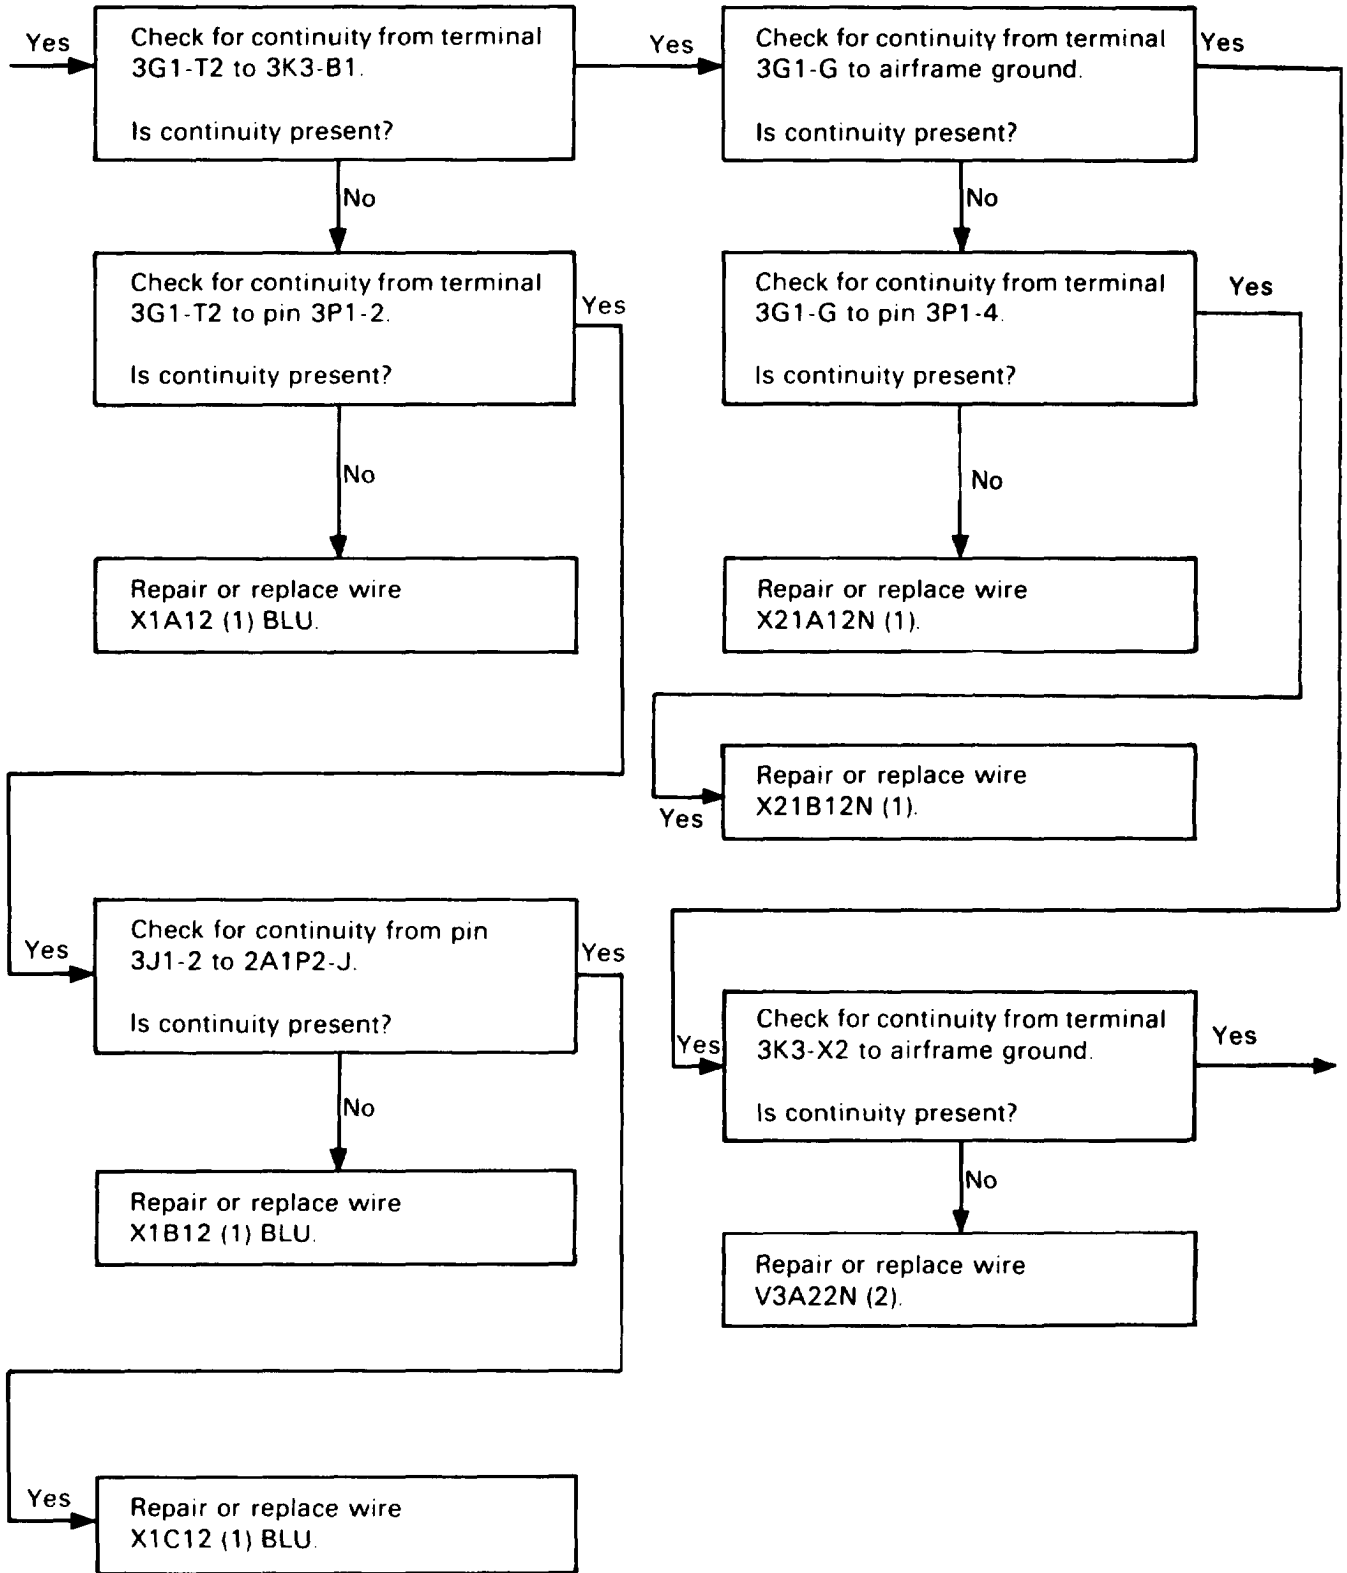 Yes
Check for continuity from terminal
3G1-T2 to 3K3-B1.
Is continuity present?
Yes
Check for continuity from terminal
3G1-G to airframe ground.
Is continuity present?
Yes
No
No
Check for continuity from terminal
3G1-T2 to pin 3P1-2.
Is continuity present?
Yes
Check for continuity from terminal
3G1-G to pin 3P1-4.
Is continuity present?
Yes
No
No
Repair or replace wire
X1A12 (1) BLU.
Repair or replace wire
X21A12N (1).
Yes
Repair or replace wire
X21B12N (1).
Yes
Check for continuity from pin
3J1-2 to 2A1P2-J.
Is continuity present?
Yes
Yes
Check for continuity from terminal
3K3-X2 to airframe ground.
Is continuity present?
Yes
No
No
Repair or replace wire
X1B12 (1) BLU.
Repair or replace wire
V3A22N (2).
Yes
Repair or replace wire
X1C12 (1) BLU.